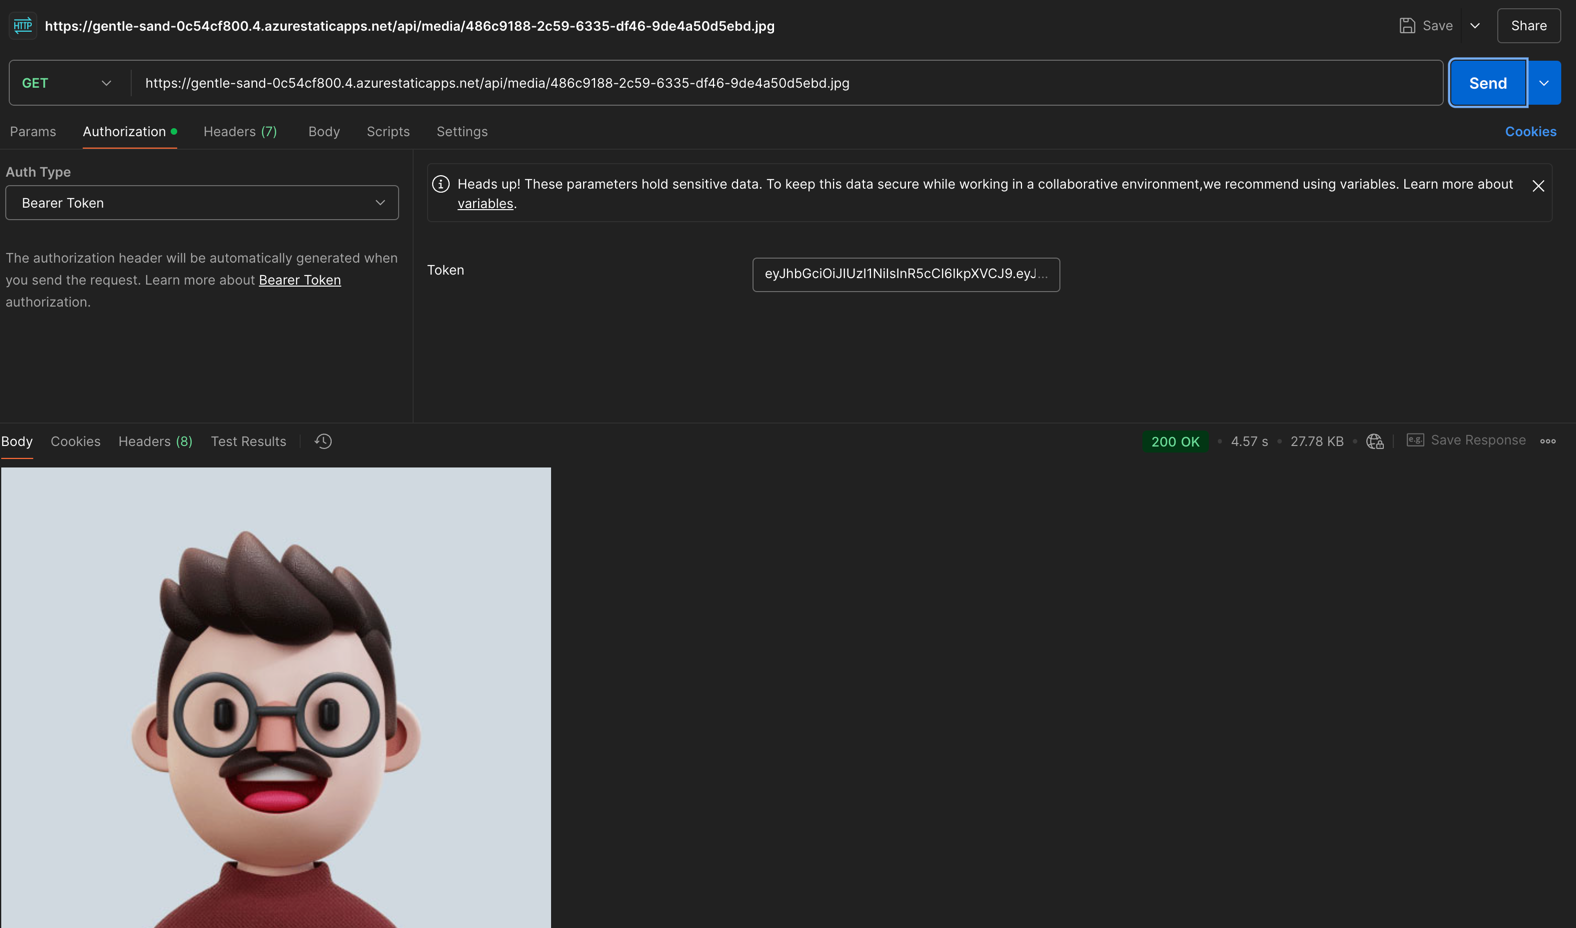 HTTP https://gentle-sand-0c54cf800.4.azurestaticapps.net/api/media/486c9188-2c59-6335-df46-9de4a50d5ebd.jpg Save Share
GET https://gentle-sand-0c54cf800.4.azurestaticapps.net/api/media/486c9188-2c59-6335-df46-9de4a50d5ebd.jpg Send
Params Authorization Headers (7) Body Scripts Settings Cookies
Auth Type
Bearer Token
The authorization header will be automatically generated when
you send the request. Learn more about Bearer Token
authorization.
Heads up! These parameters hold sensitive data. To keep this data secure while working in a collaborative environment,we recommend using variables. Learn more about
variables.
Token eyJhbGciOiJIUzI1NiIsInR5cCI6IkpXVCJ9.eyJ...
Body Cookies Headers (8) Test Results 200 OK • 4.57 s • 27.78 KB • e.g. Save Response